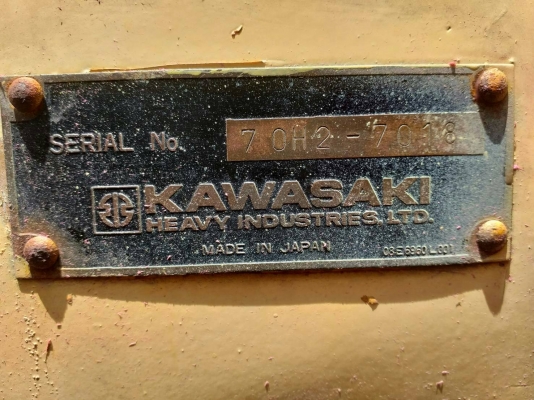 SERIAL No. 70H2-7018
KAWASAKI
HEAVY INDUSTRIES, LTD.
MADE IN JAPAN